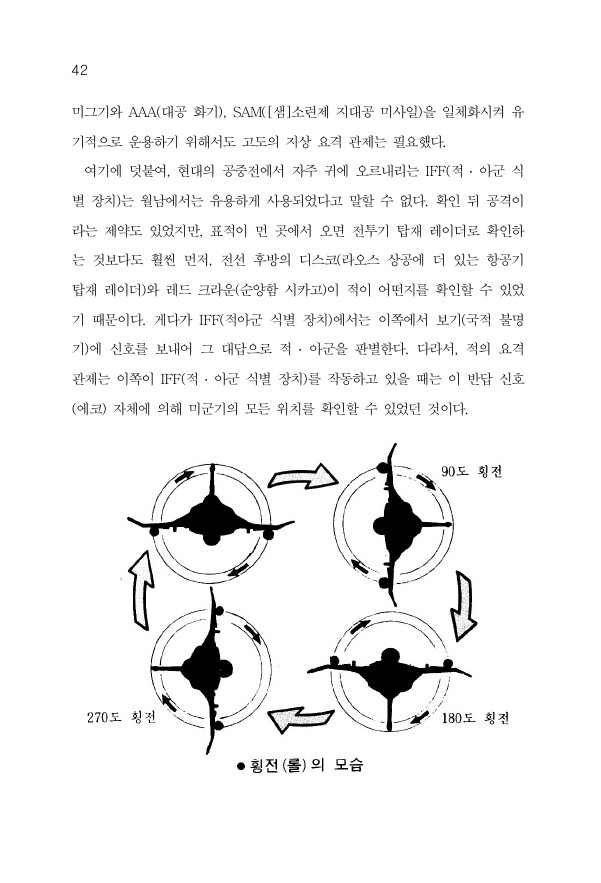 42
미그기와 AAA(대공 화기), SAM([샘]소련제 지대공 미사일)을 일체화시켜 유
기적으로 운용하기 위해서도 고도의 지상 요격 관제는 필요했다.
여기에 덧붙여, 현대의 공중전에서 자주 귀에 오르내리는 IFF(적 · 아군 식
별 장치)는 월남에서는 유용하게 사용되었다고 말할 수 없다. 확인 뒤 공격이
라는 제약도 있었지만, 표적이 먼 곳에서 오면 전투기 탑재 레이더로 확인하
는 것보다도 훨씬 먼저, 전선 후방의 디스코(라오스 상공에 더 있는 항공기
탑재 레이더)와 레드 크라운(순양함 시카고)이 적이 어떤지를 확인할 수 있었
기 때문이다. 게다가 IFF(적아군 식별 장치)에서는 이쪽에서 보기(국적 불명
기)에 신호를 보내어 그 대답으로 적 · 아군을 판별한다. 다라서, 적의 요격
관제는 이쪽이 IFF(적 · 아군 식별 장치)를 작동하고 있을 때는 이 반답 신호
(에코) 자체에 의해 미군기의 모든 위치를 확인할 수 있었던 것이다.
90도 횡전
270도 횡전
180도 횡전
● 횡전 (롤) 의 모습